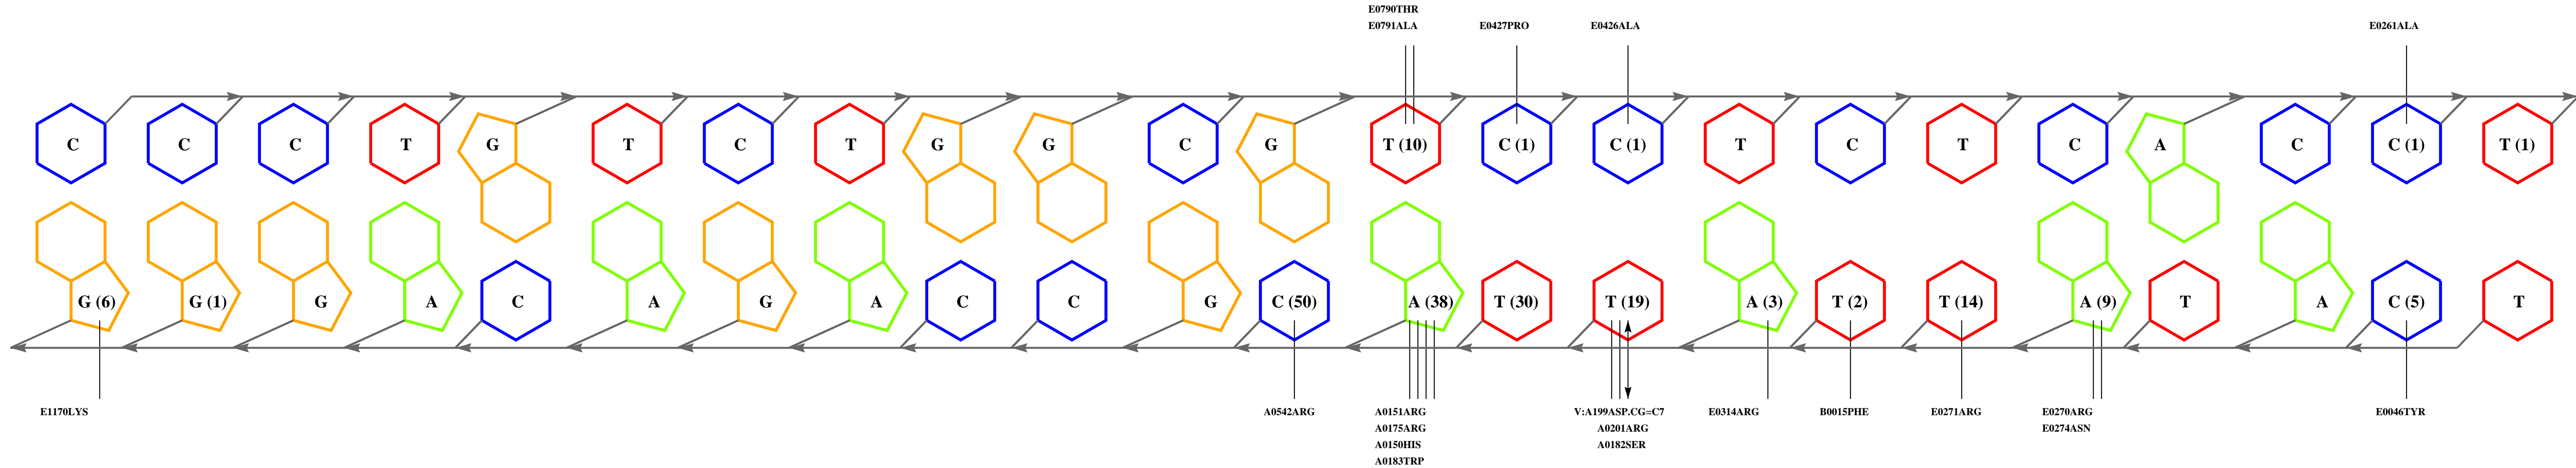 E0790THR
E0791ALA E0427PRO E0426ALA E0261ALA
C C C T G T C T G G C G T (10) C (1) C (1) T C T C A C C (1) T (1)
G (6) G (1) G A C A G A C C G C (50) A (38) T (30) T (19) A (3) T (2) T (14) A (9) T A C (5) T
E1170LYS A0542ARG A0151ARG V:A199ASP.CG=C7 E0314ARG B0015PHE E0271ARG E0270ARG E0046TYR
A0175ARG A0201ARG E0274ASN
A0150HIS A0182SER
A0183TRP